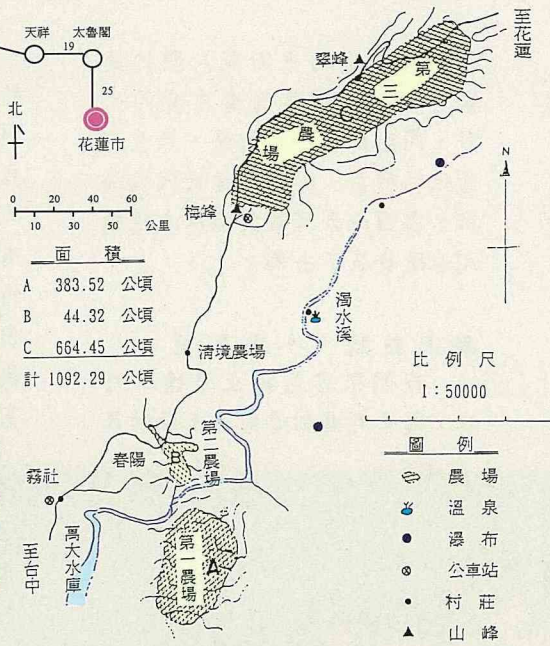 天祥
太魯閣
19
25
花蓮市
北
0 20 40 60
10 30 50 公里
面積
A 383.52 公頃
B 44.32 公頃
C 664.45 公頃
計 1092.29 公頃
至花蓮
翠峰
第三農場
C
梅峰
N
濁水溪
清境農場
比例尺
1:50000
第二農場
B
春陽
霧社
萬大水庫
至台中
第一農場
A
圖例
農場
溫泉
瀑布
公車站
村莊
山峰